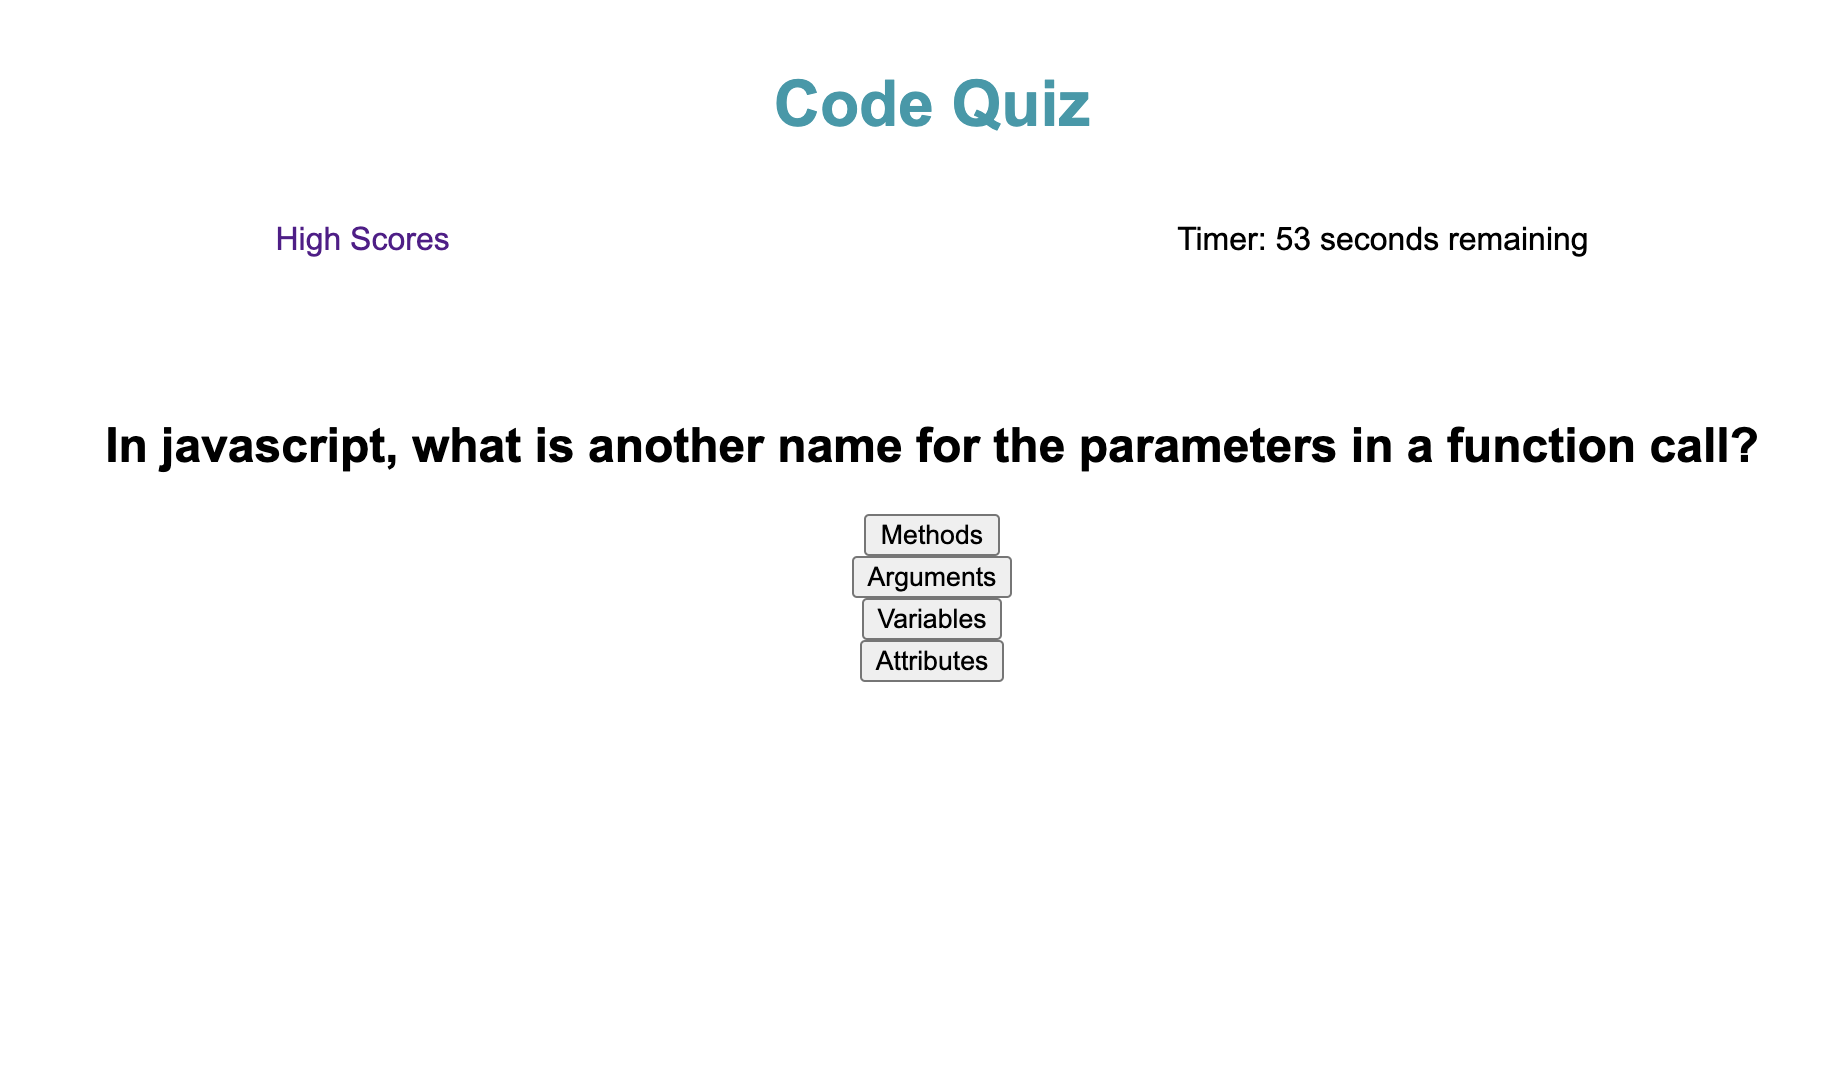 Code Quiz
High Scores
Timer: 53 seconds remaining
In javascript, what is another name for the parameters in a function call?
Methods
Arguments
Variables
Attributes